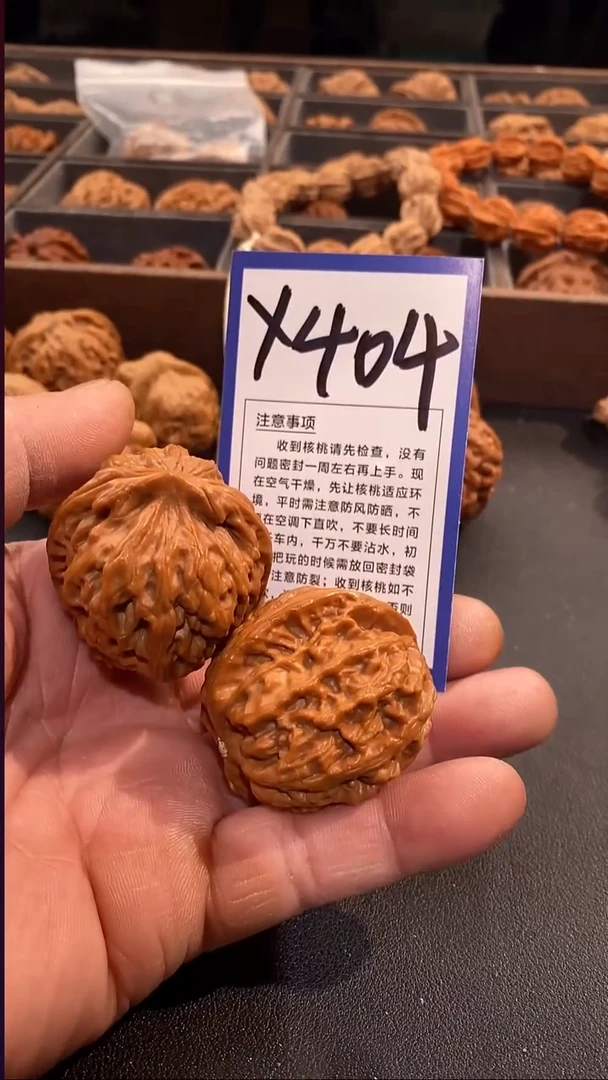 X404
注意事项
收到核桃请先检查，没有
问题密封一周左右再上手。现
在空气干燥，先让核桃适应环
境，平时需注意防风防晒，不
在空调下直吹，不要长时间
车内，千万不要沾水，初
把玩的时候需放回密封袋
注意防裂；收到核桃如不
否则